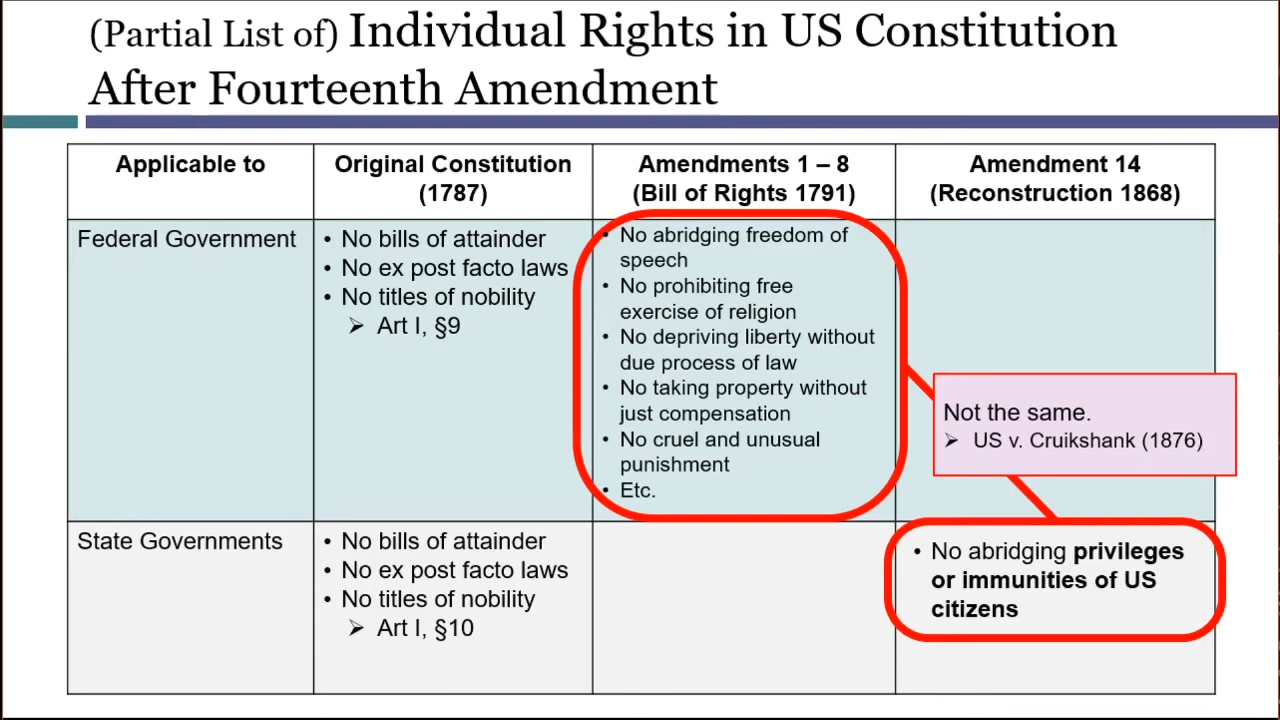 (Partial List of) Individual Rights in US Constitution
After Fourteenth Amendment
Applicable to
Original Constitution
(1787)
Amendments 1 – 8
(Bill of Rights 1791)
Amendment 14
(Reconstruction 1868)
Federal Government
• No bills of attainder
• No ex post facto laws
• No titles of nobility
➢ Art I, §9
• No abridging freedom of
speech
• No prohibiting free
exercise of religion
• No depriving liberty without
due process of law
• No taking property without
just compensation
• No cruel and unusual
punishment
• Etc.
Not the same.
➢ US v. Cruikshank (1876)
State Governments
• No bills of attainder
• No ex post facto laws
• No titles of nobility
➢ Art I, §10
• No abridging privileges
or immunities of US
citizens